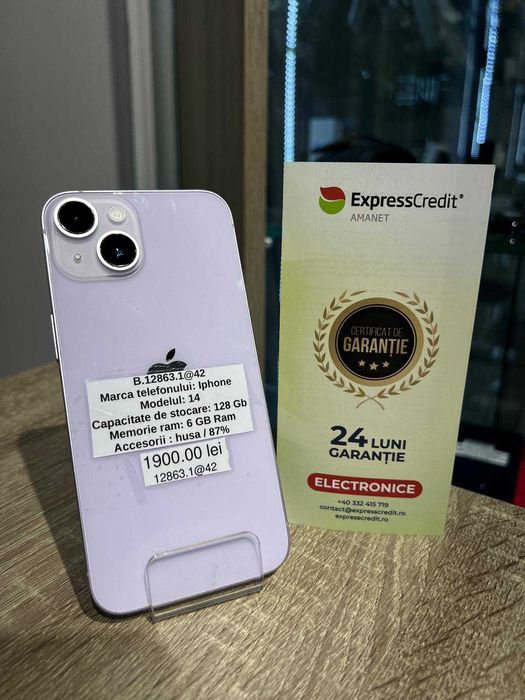 B.12863.1@42
Marca telefonului: Iphone
Modelul: 14
Capacitate de stocare: 128 Gb
Memorie ram: 6 GB Ram
Accesorii : husa / 87%
1900.00 lei
12863.1@42
ExpressCredit®
AMANET
CERTIFICAT DE
GARANȚIE
24 LUNI
GARANȚIE
ELECTRONICE
+40 332 415 719
contact@expresscredit.ro
expresscredit.ro